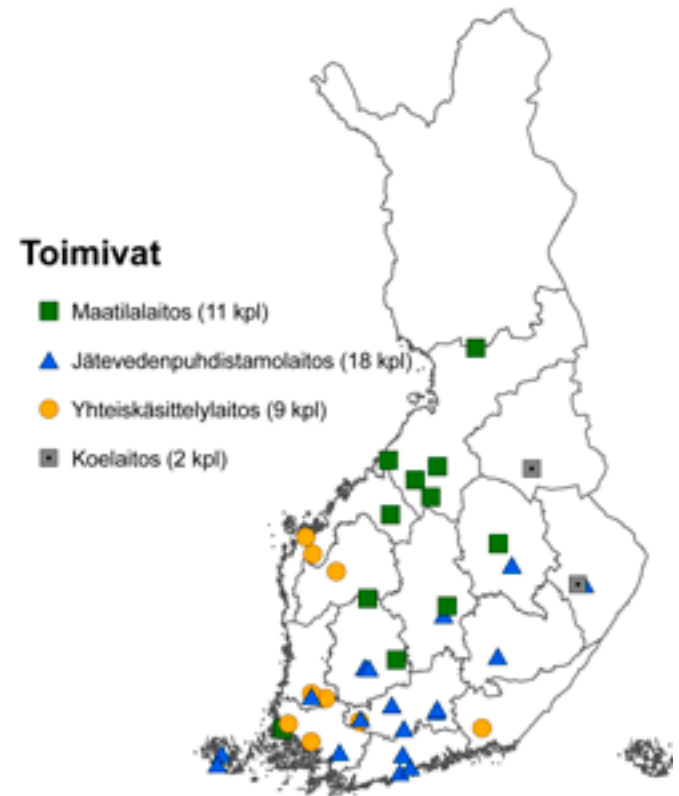 Toimivat
Maatilalaitos (11 kpl)
Jätevedenpuhdistamolaitos (18 kpl)
Yhteiskäsittelylaitos (9 kpl)
Koelaitos (2 kpl)